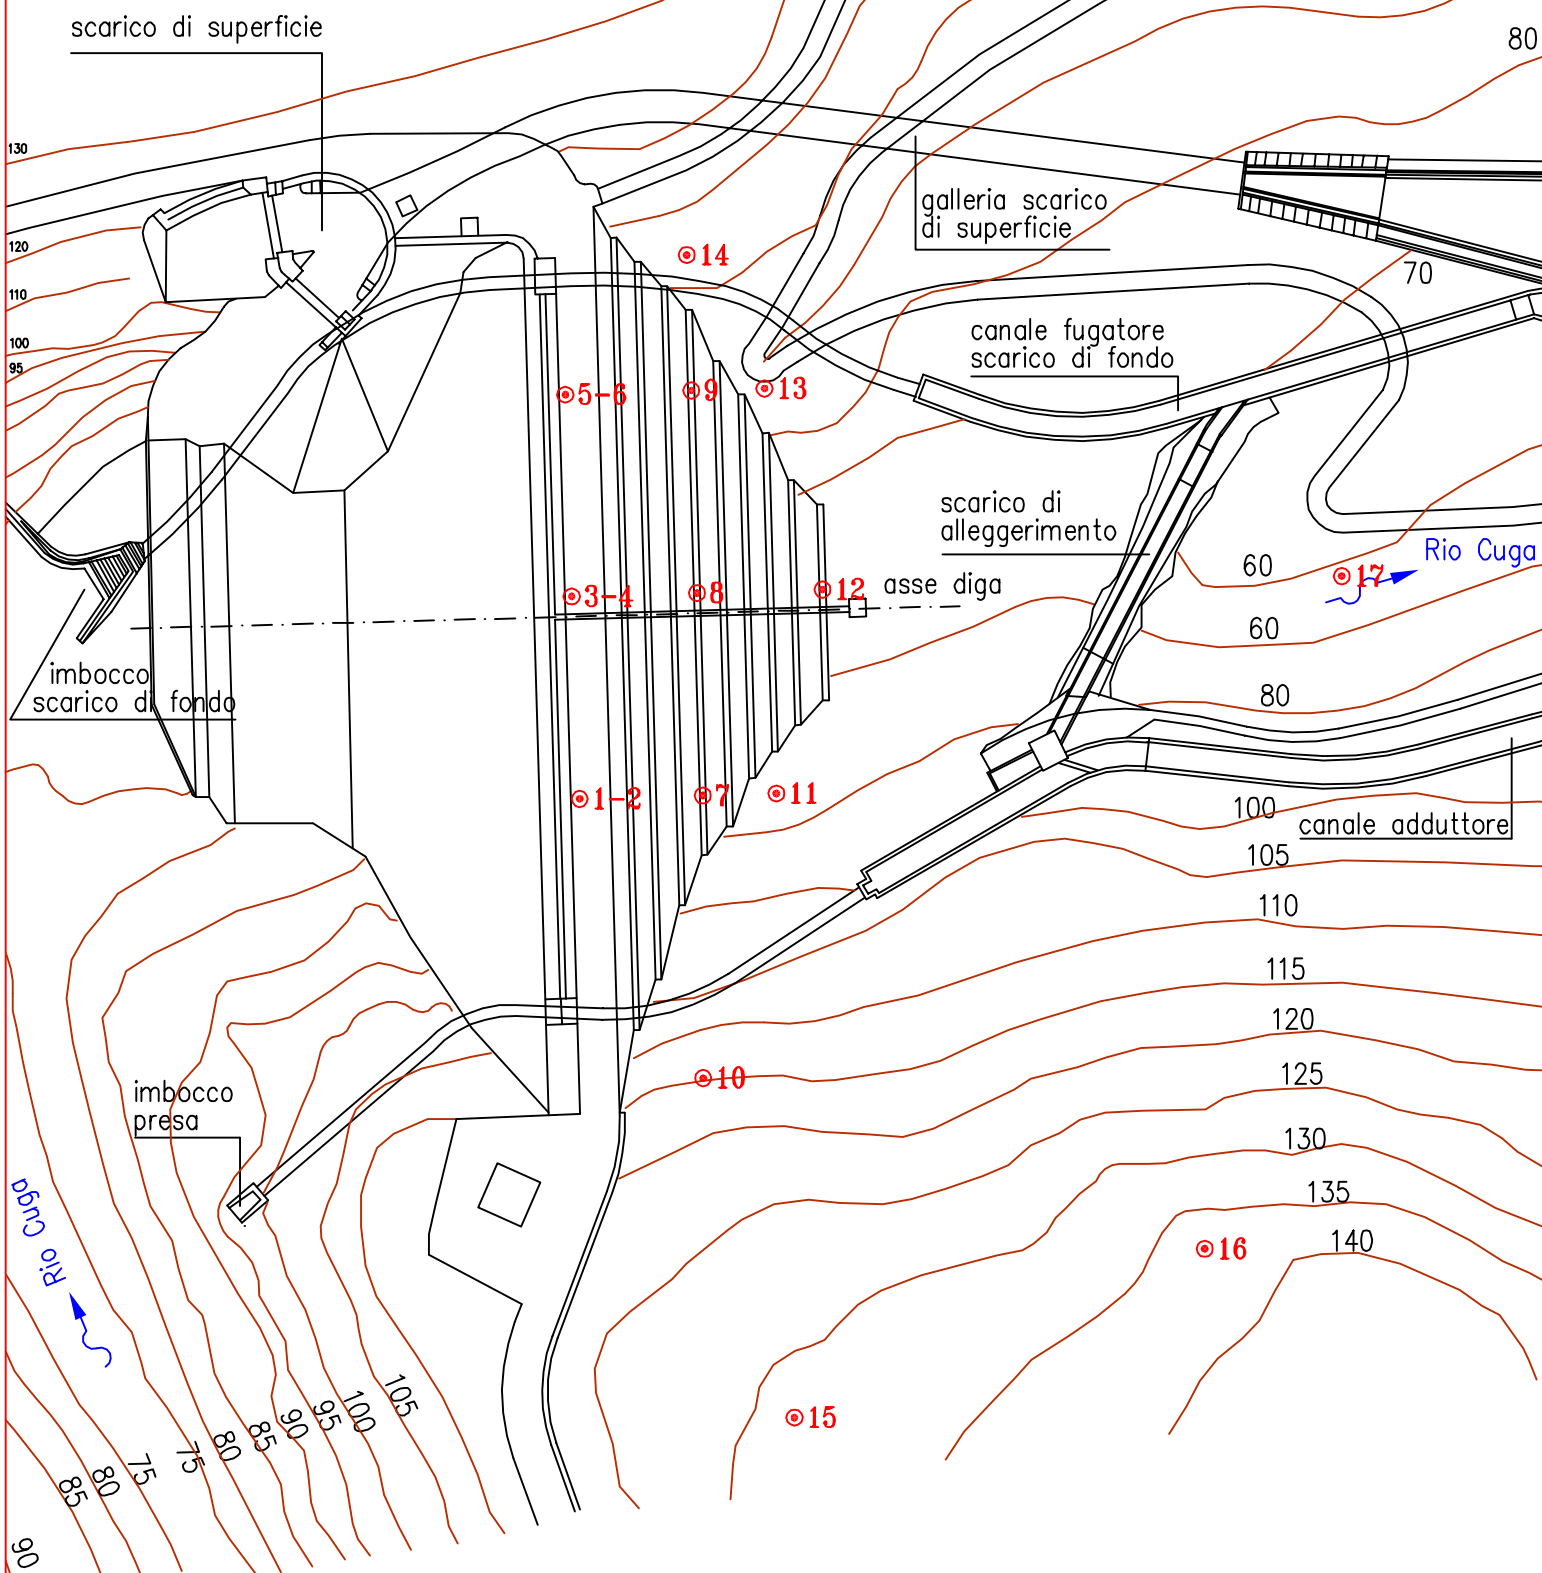 scarico di superficie
80
130
galleria scarico
di superficie
14
120
70
110
canale fugatore
scarico di fondo
100
95
5-6
9
13
scarico di
alleggerimento
Rio Cuga
60
17
asse diga
3-4
8
12
60
imbocco
scarico di fondo
80
1-2
7
11
100
canale adduttore
105
110
115
120
10
125
imbocco
presa
130
135
Rio Cuga
16
140
105
100
95
90
85
80
75
75
80
85
15
90